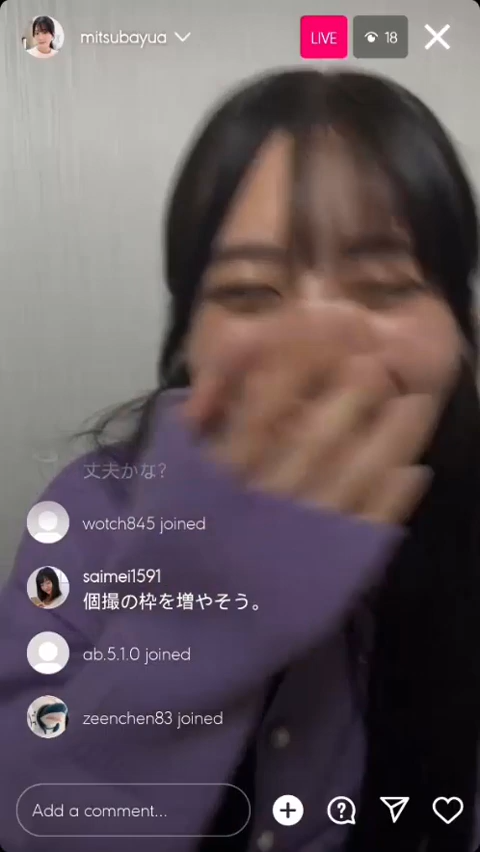 mitsubayua
LIVE
18
丈夫かな?
wotch845 joined
saimei1591
個撮の枠を増やそう。
ab.5.1.0 joined
zeenchen83 joined
Add a comment...